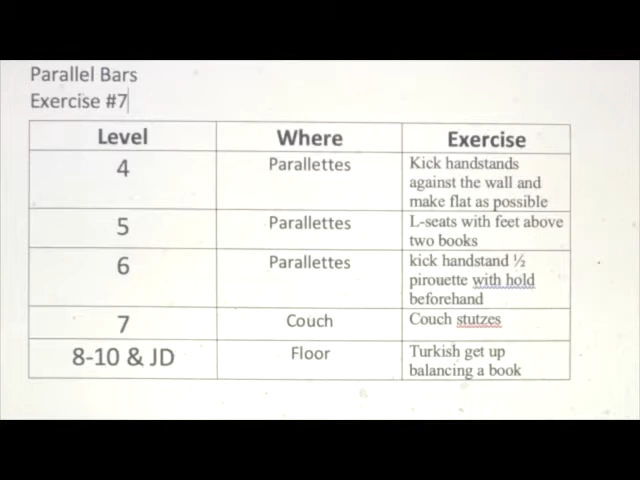 Parallel Bars
Exercise #7
Level Where Exercise
4 Parallettes Kick handstands
against the wall and
make flat as possible
5 Parallettes L-seats with feet above
two books
6 Parallettes kick handstand ½
pirouette with hold
beforehand
7 Couch Couch stutzes
8-10 & JD Floor Turkish get up
balancing a book